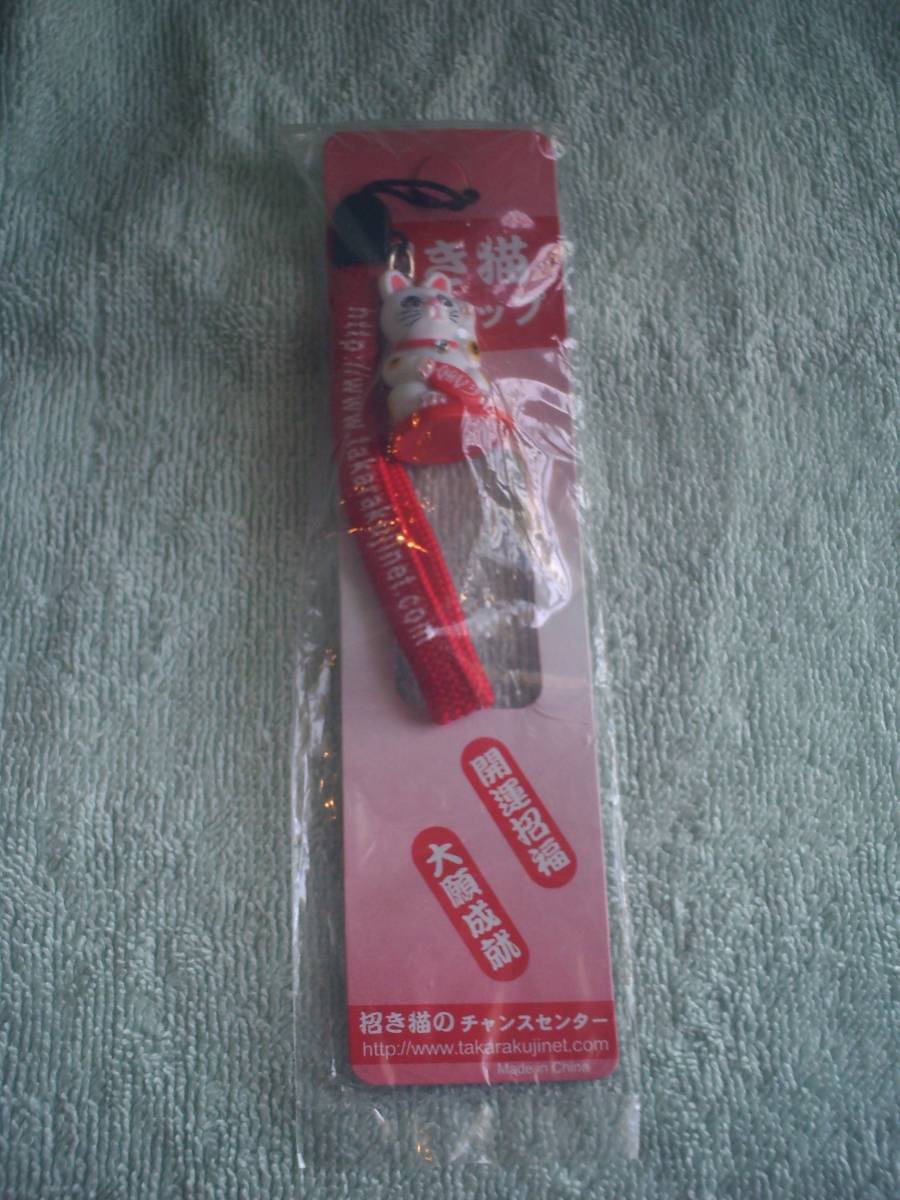 き猫
ップ
http://www.takarakujinet.com
開運招福
大願成就
招き猫の チャンスセンター
http://www.takarakujinet.com
Made in China